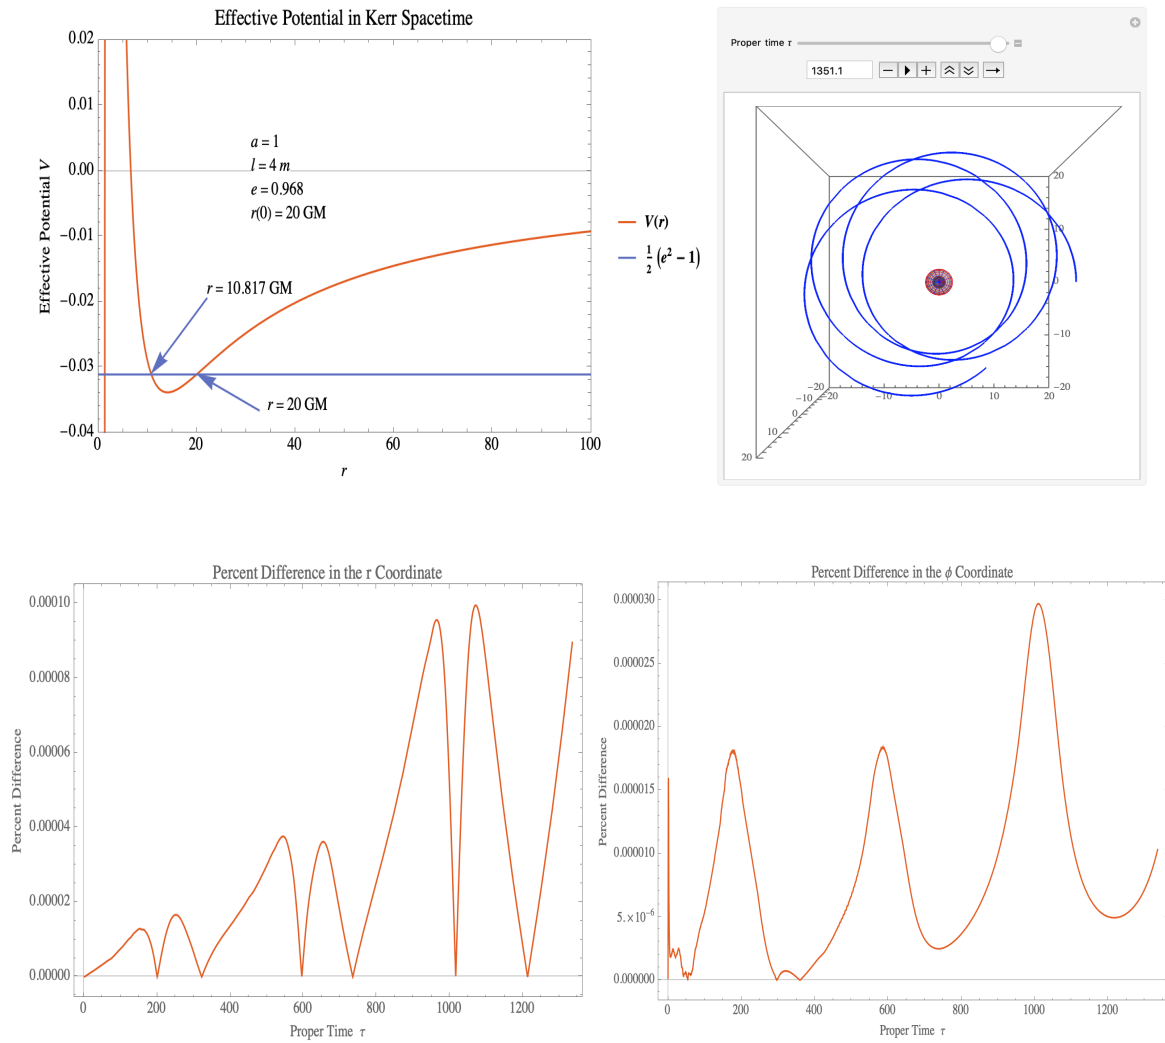 Effective Potential in Kerr Spacetime
0.02
0.01
0.00
−0.01
−0.02
−0.03
−0.04
Effective Potential V
a = 1
l = 4 m
e = 0.968
r(0) = 20 GM
r = 10.817 GM
r = 20 GM
0 20 40 60 80 100
r
V(r)
1/2 (e² − 1)
Proper time τ
1351.1
20
10
0
−10
−20
−20 −10 0 10 20
−10
0
10
20
Percent Difference in the r Coordinate
0.00010
0.00008
0.00006
0.00004
0.00002
0.00000
Percent Difference
0 200 400 600 800 1000 1200
Proper Time τ
Percent Difference in the ϕ Coordinate
0.000030
0.000025
0.000020
0.000015
0.000010
5. × 10⁻⁶
0.000000
Percent Difference
0 200 400 600 800 1000 1200
Proper Time τ